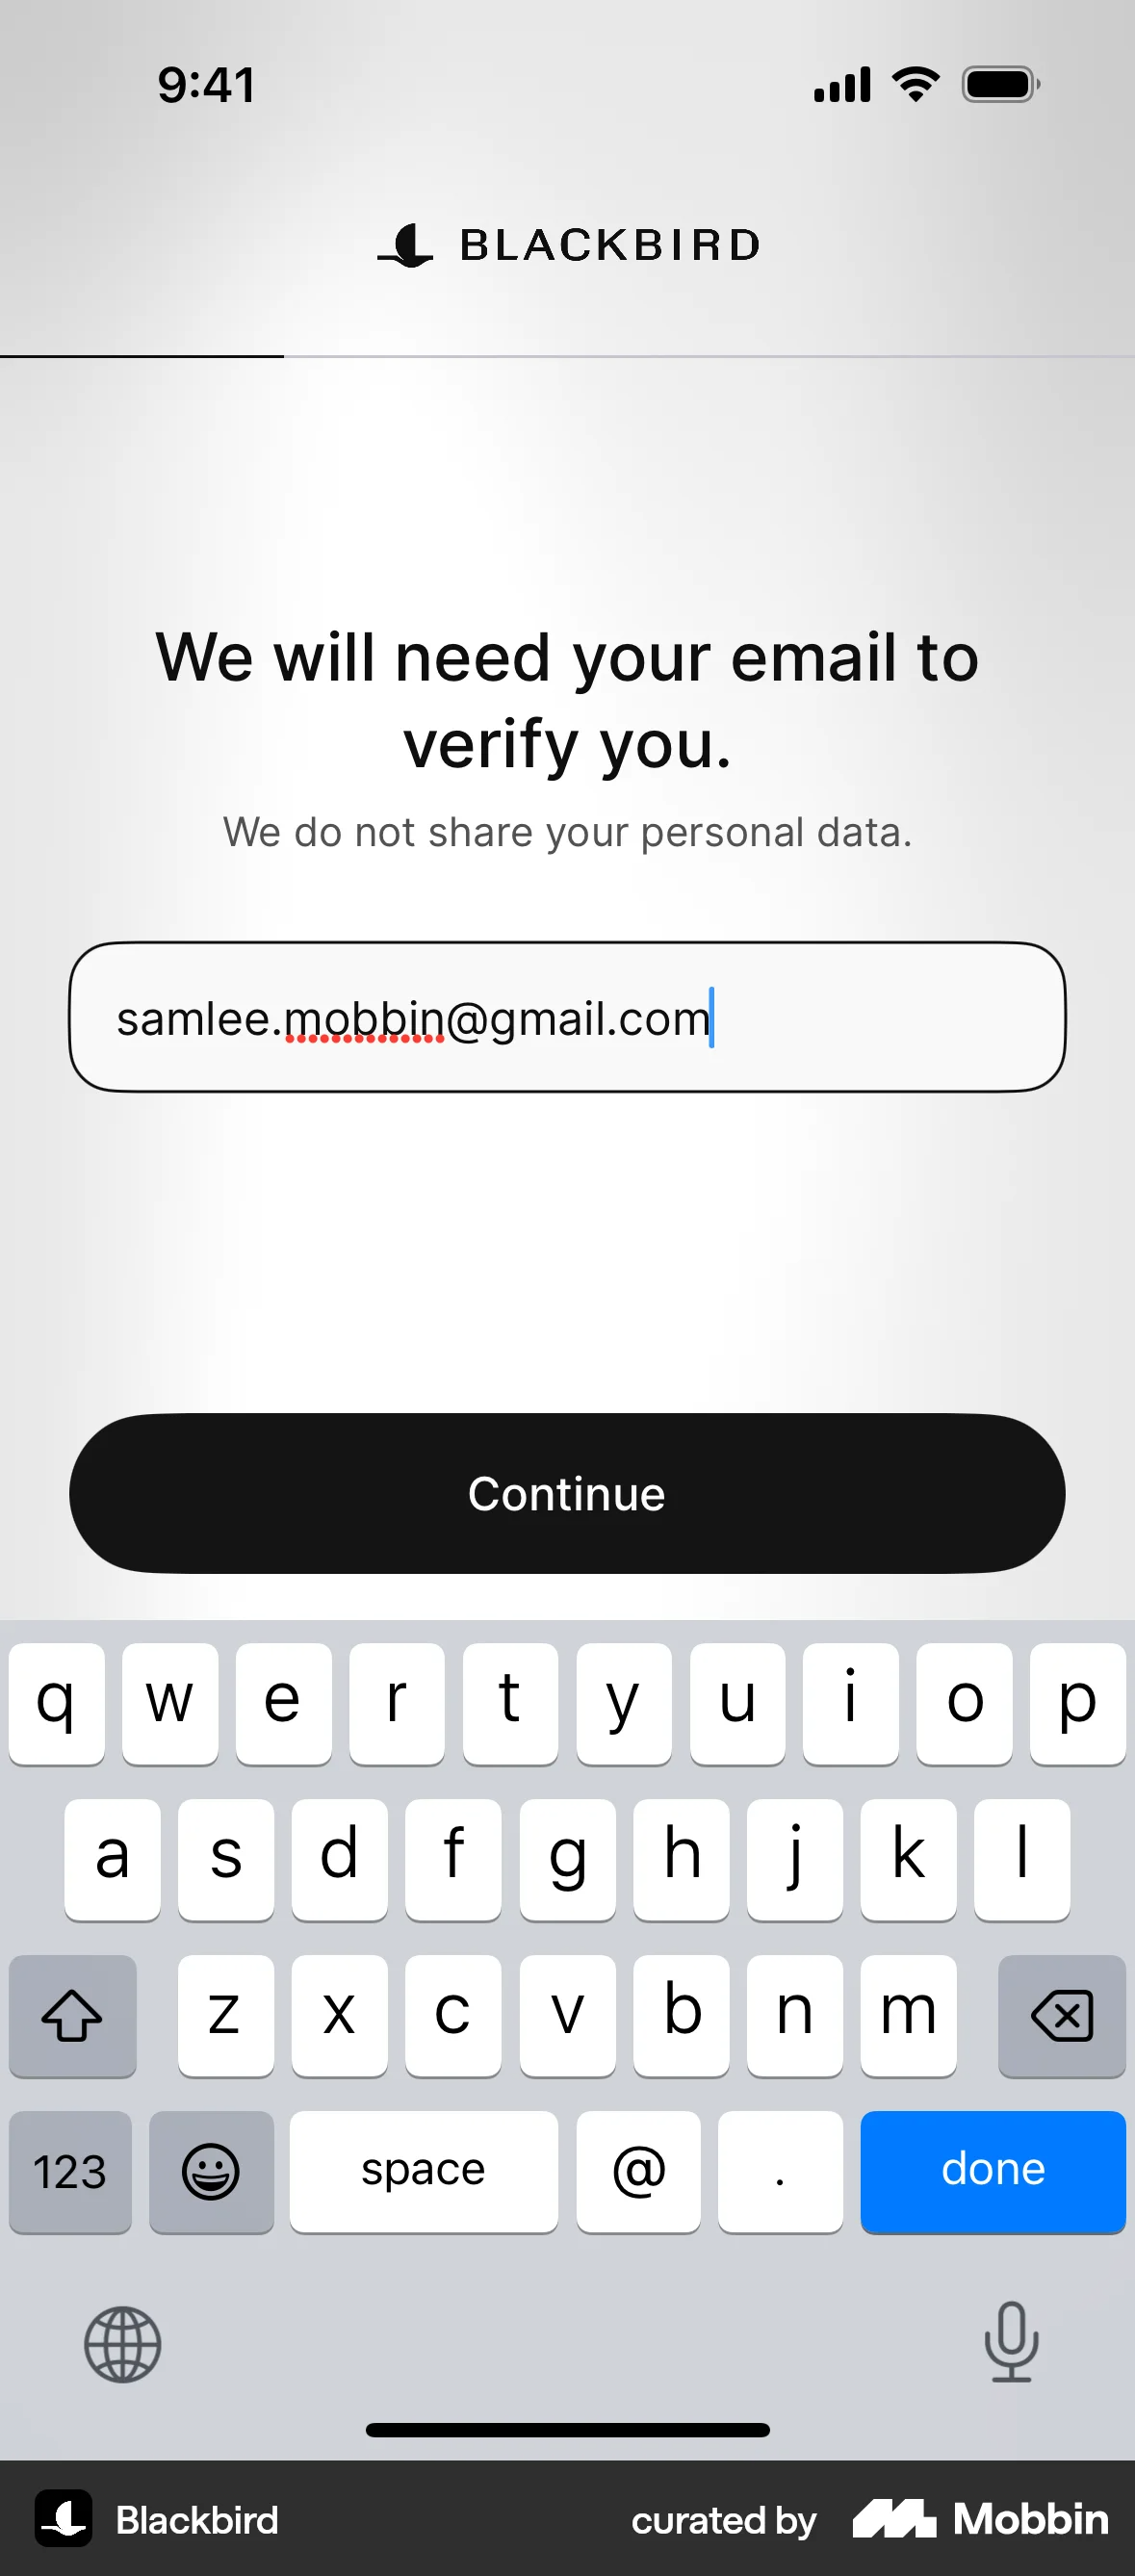 9:41
BLACKBIRD
We will need your email to
verify you.
We do not share your personal data.
samlee.mobbin@gmail.com
Continue
q w e r t y u i o p
a s d f g h j k l
z x c v b n m
123 space @ . done
Blackbird curated by Mobbin